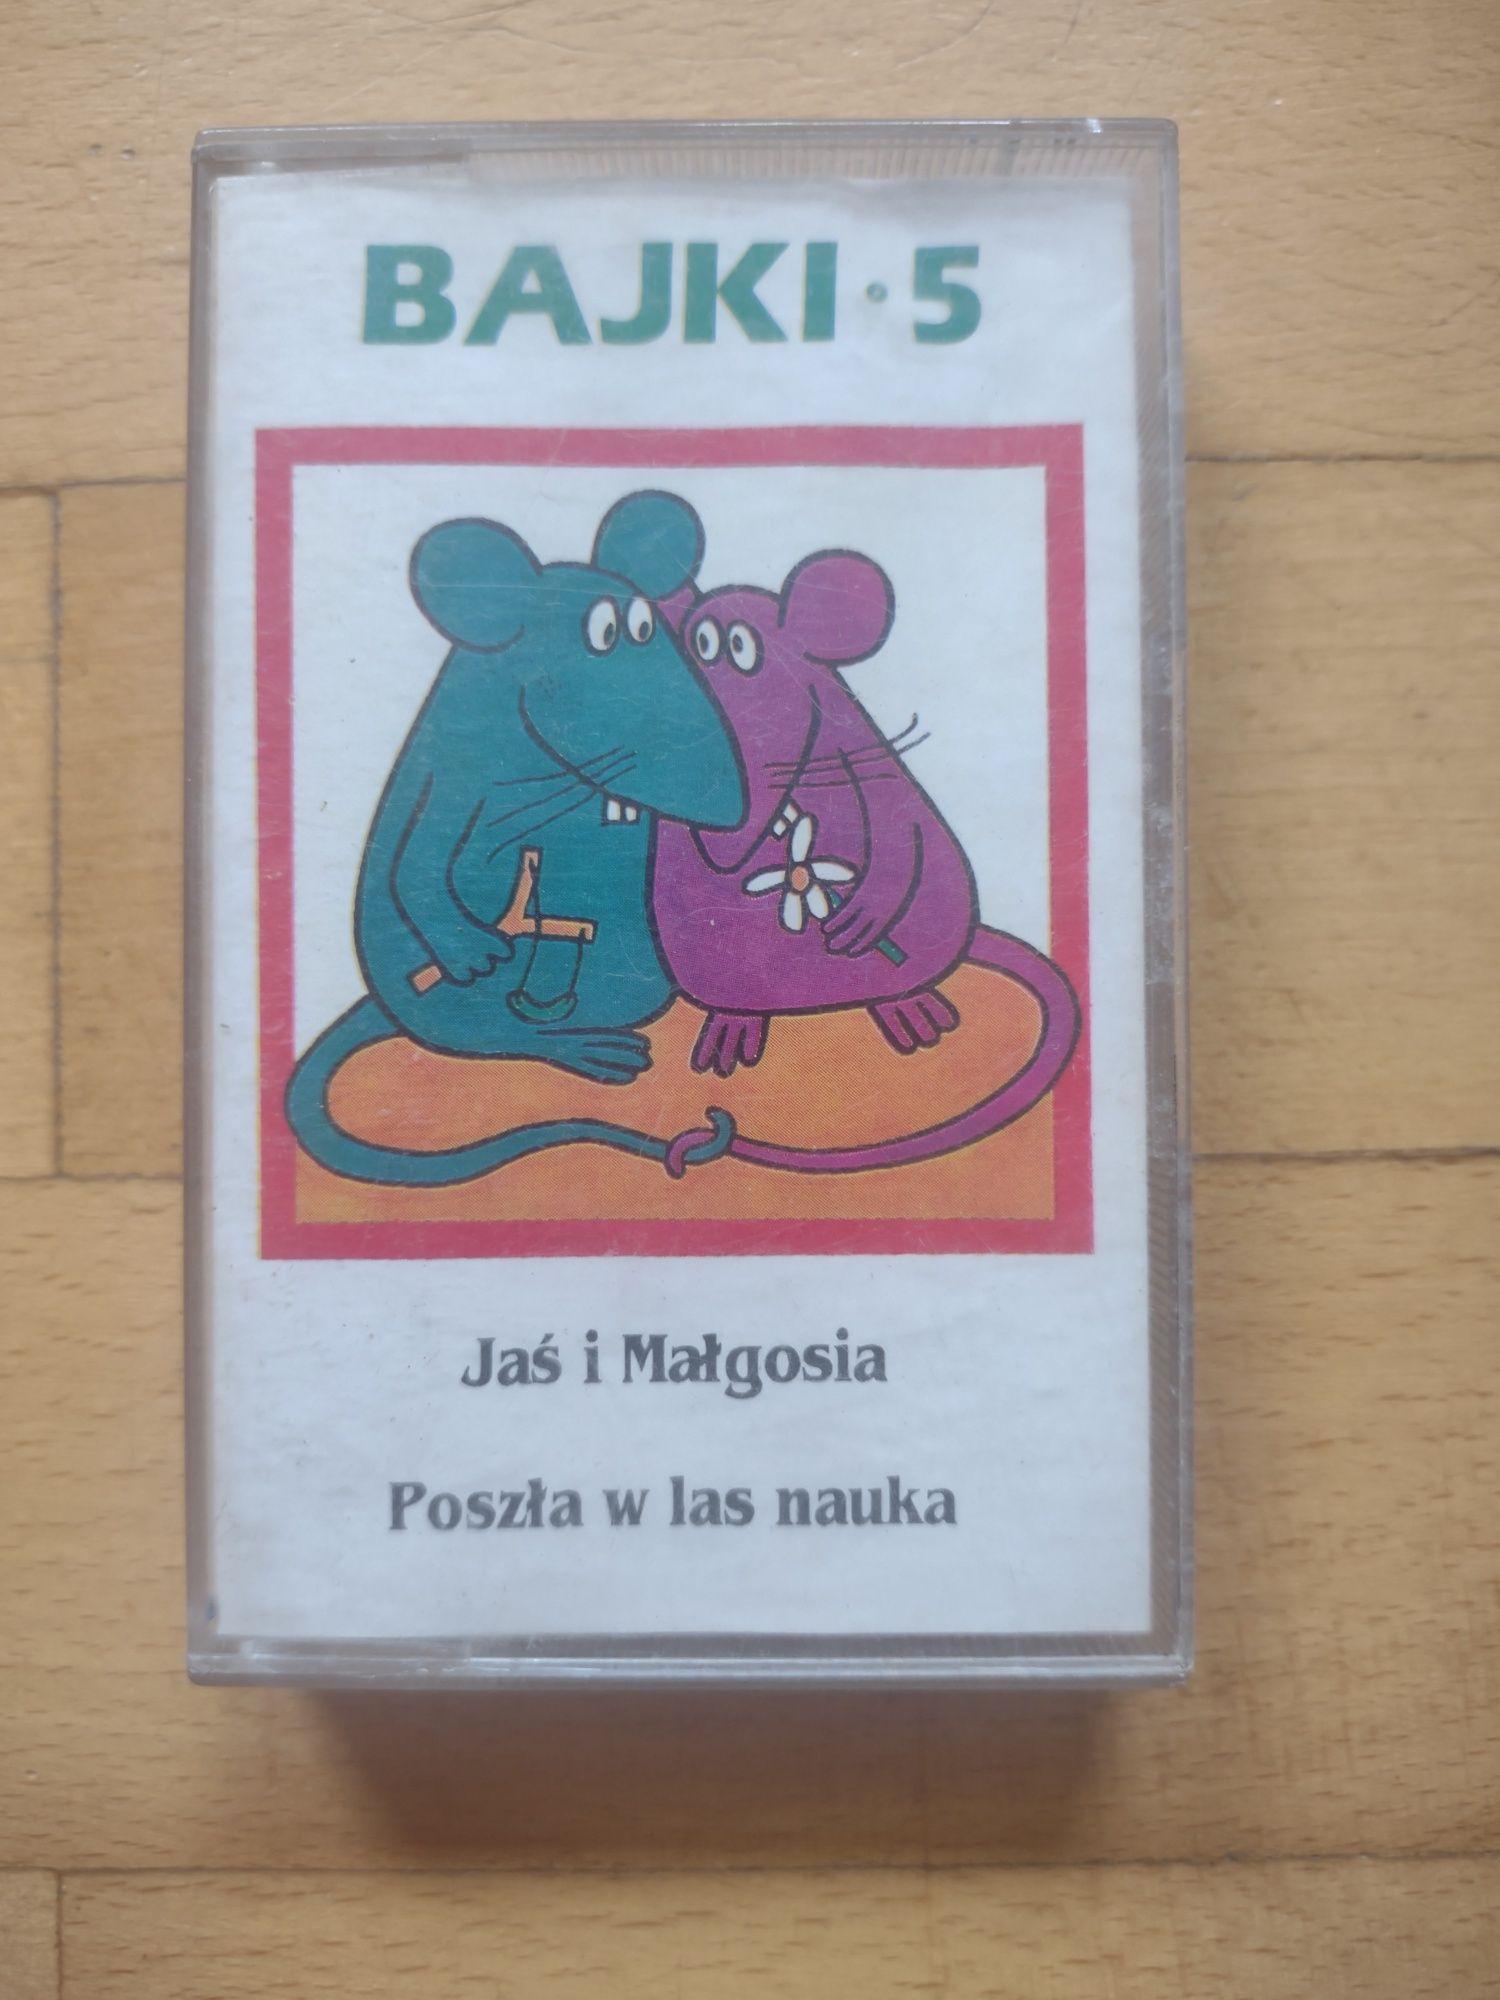 BAJKI · 5
Jaś i Małgosia
Poszła w las nauka